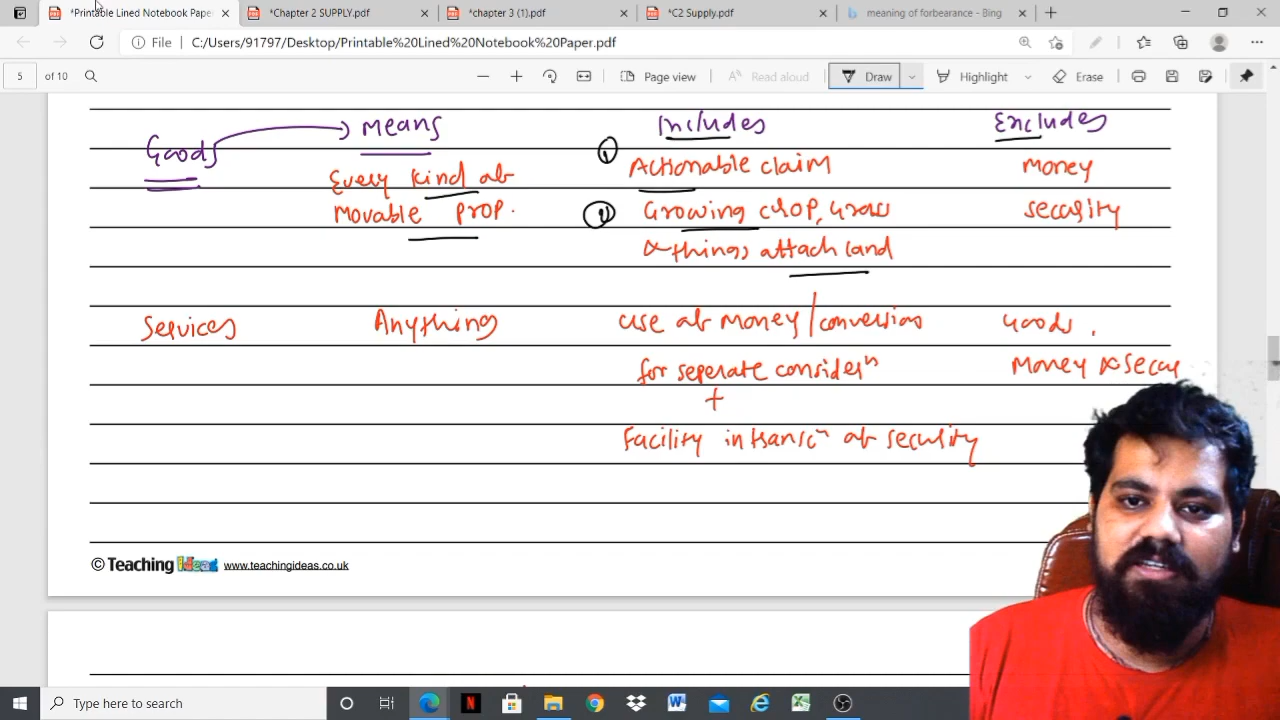 *Printable Lined Notebook Pape
*Chapter 2 SUPPLY.pdf
*chapter 3 (1).pdf
*C2 Supply.pdf
meaning of forbearance - Bing
File
C:/Users/91797/Desktop/Printable%20Lined%20Notebook%20Paper.pdf
5 of 10
Page view
Read aloud
Draw
Highlight
Erase
Goods Means Includes Excludes
Every kind of
Movable prop.
① Actionable claim
Growing crop, Grass
& things attach land
Money
security
Services Anything
Use of money / conversion
for seperate considerⁿ
+
Facility in transcⁿ of security
Goods.
Money & Secur
© Teaching Ideas www.teachingideas.co.uk
Type here to search